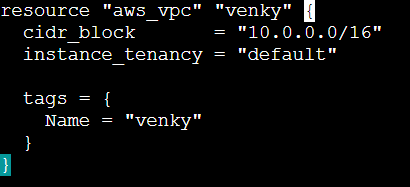 resource "aws_vpc" "venky" {
  cidr_block       = "10.0.0.0/16"
  instance_tenancy = "default"

  tags = {
    Name = "venky"
  }
}